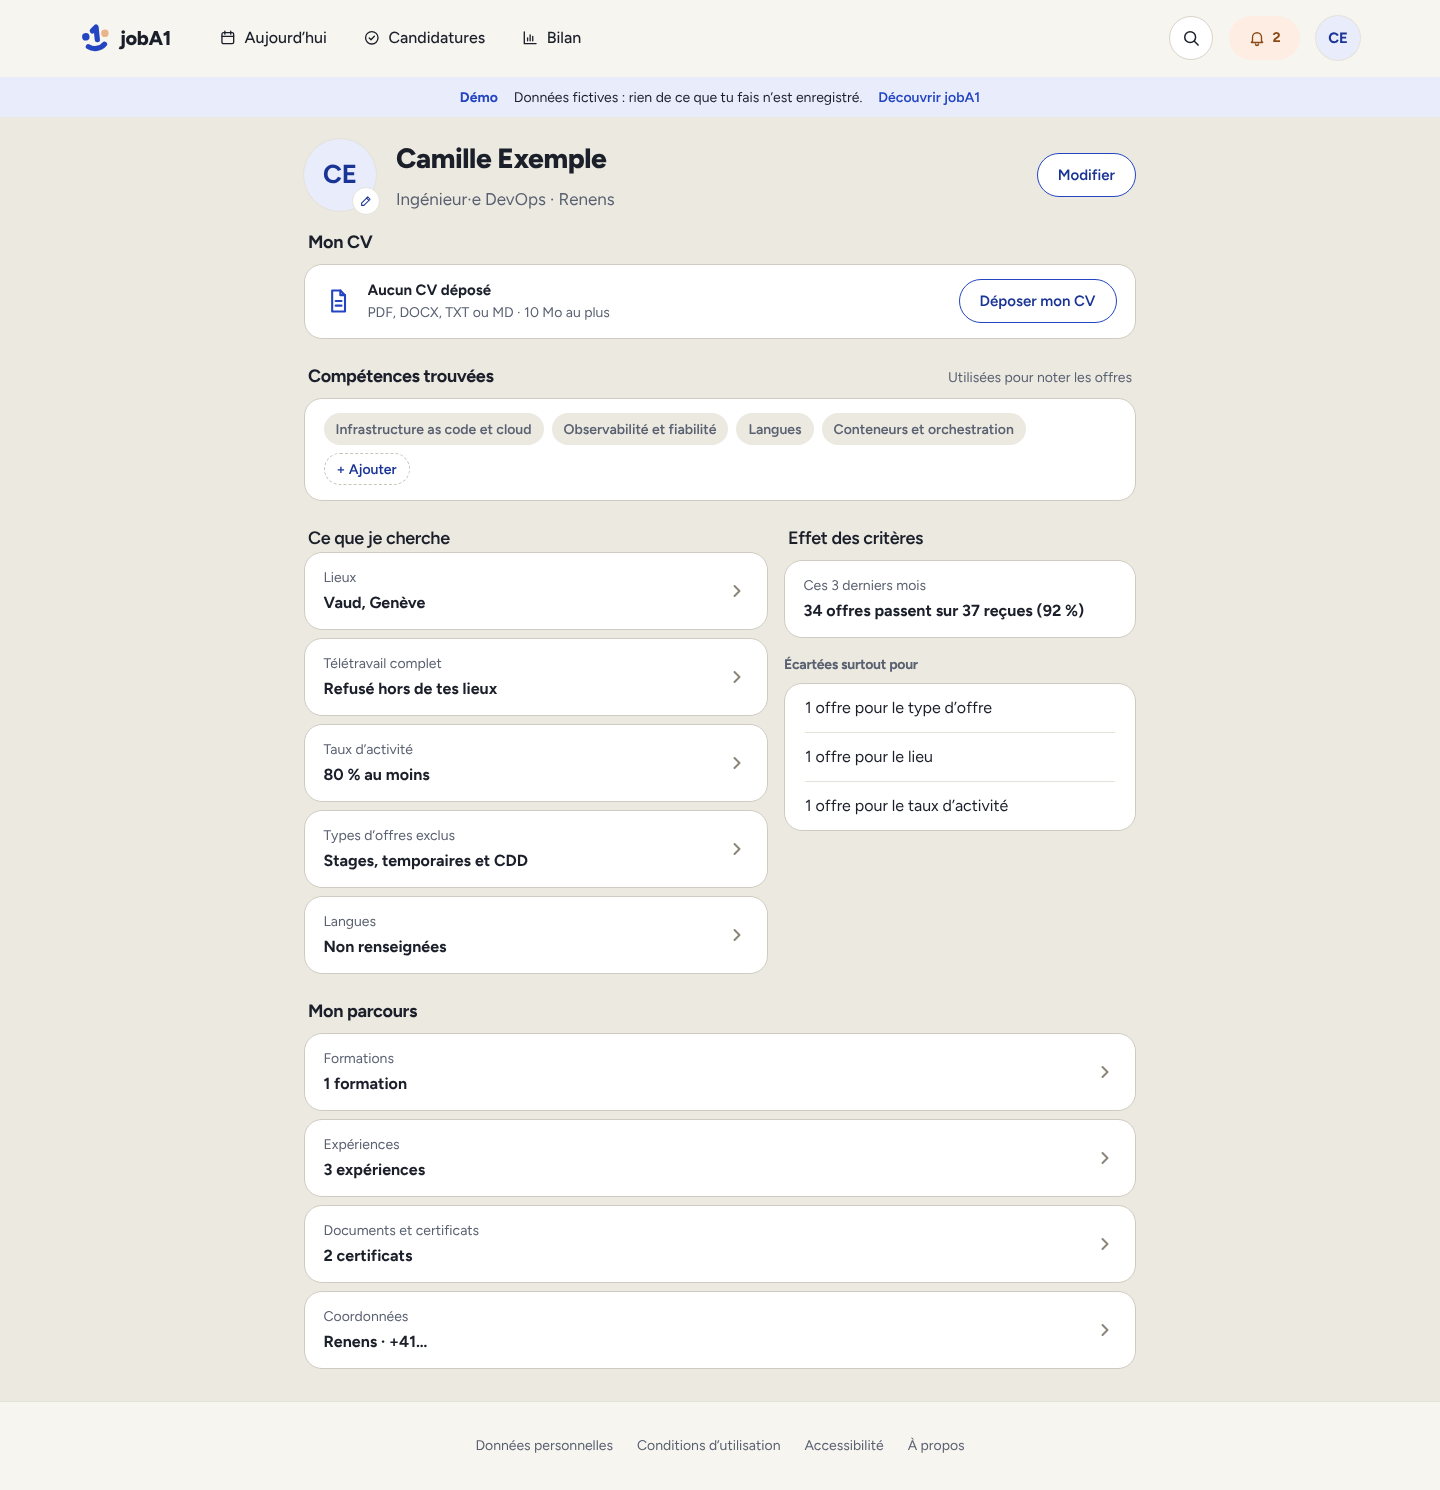 jobA1
Aujourd’hui
Candidatures
Bilan
2
CE
Démo Données fictives : rien de ce que tu fais n’est enregistré. Découvrir jobA1
CE
Camille Exemple
Ingénieur·e DevOps · Renens
Modifier
Mon CV
Aucun CV déposé
PDF, DOCX, TXT ou MD · 10 Mo au plus
Déposer mon CV
Compétences trouvées
Utilisées pour noter les offres
Infrastructure as code et cloud
Observabilité et fiabilité
Langues
Conteneurs et orchestration
+ Ajouter
Ce que je cherche
Lieux
Vaud, Genève
Télétravail complet
Refusé hors de tes lieux
Taux d’activité
80 % au moins
Types d’offres exclus
Stages, temporaires et CDD
Langues
Non renseignées
Effet des critères
Ces 3 derniers mois
34 offres passent sur 37 reçues (92 %)
Écartées surtout pour
1 offre pour le type d’offre
1 offre pour le lieu
1 offre pour le taux d’activité
Mon parcours
Formations
1 formation
Expériences
3 expériences
Documents et certificats
2 certificats
Coordonnées
Renens · +41…
Données personnelles
Conditions d’utilisation
Accessibilité
À propos